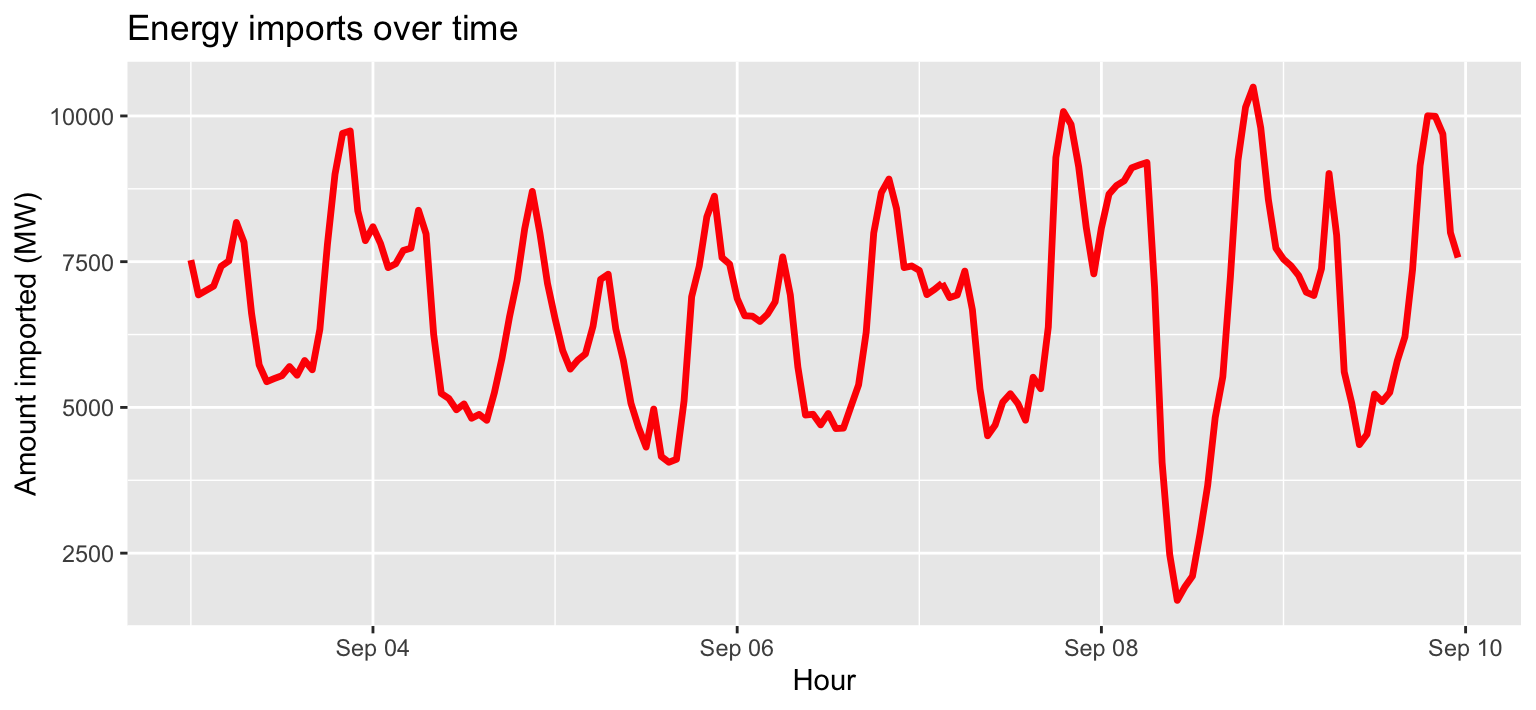 Energy imports over time
10000
7500
5000
2500
Amount imported (MW)
Sep 04 Sep 06 Sep 08 Sep 10
Hour